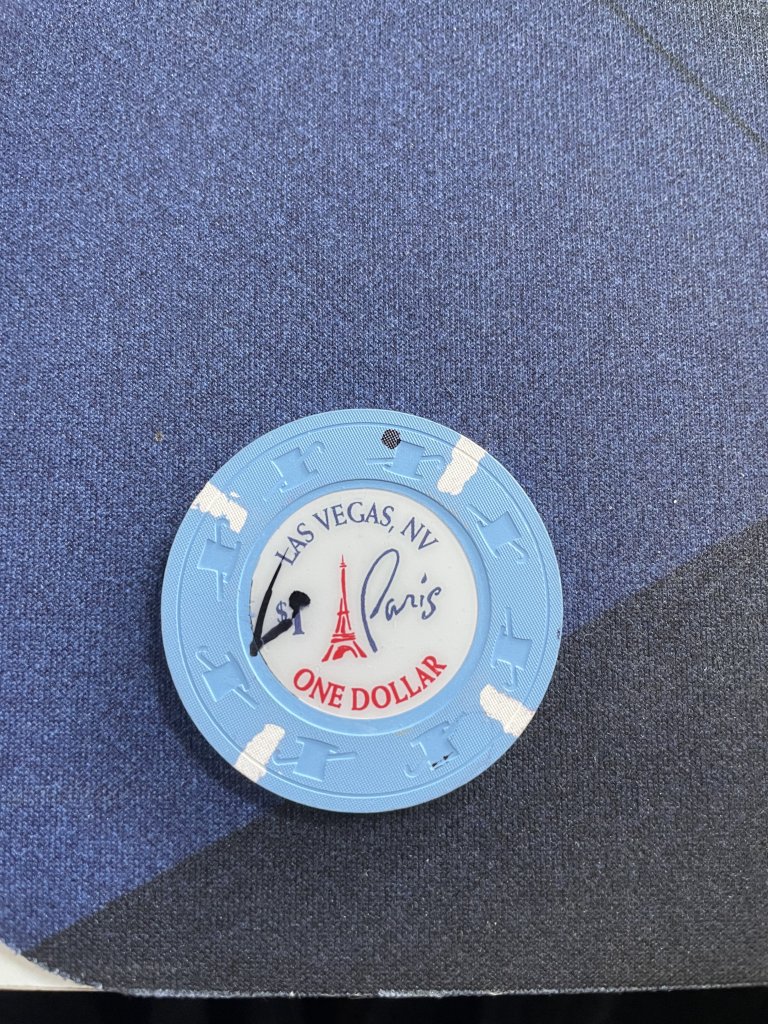 LAS VEGAS, NV
$1
Paris
ONE DOLLAR